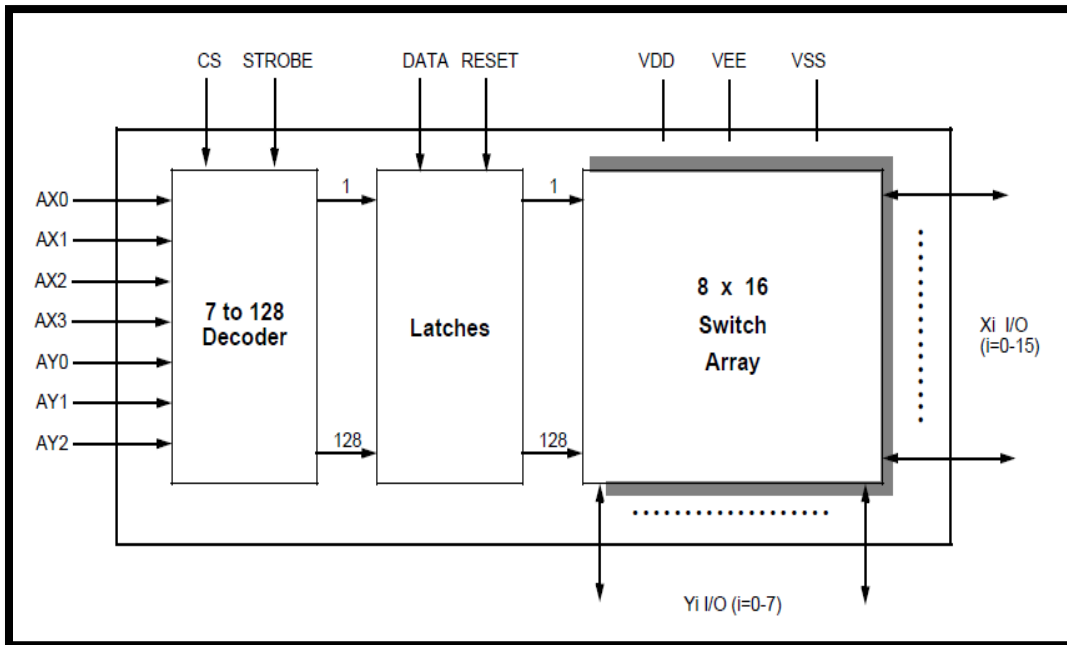 CS STROBE DATA RESET VDD VEE VSS
AX0
AX1
AX2
AX3
AY0
AY1
AY2
7 to 128
Decoder
1
128
Latches
1
128
8 x 16
Switch
Array
Xi I/O
(i=0-15)
Yi I/O (i=0-7)